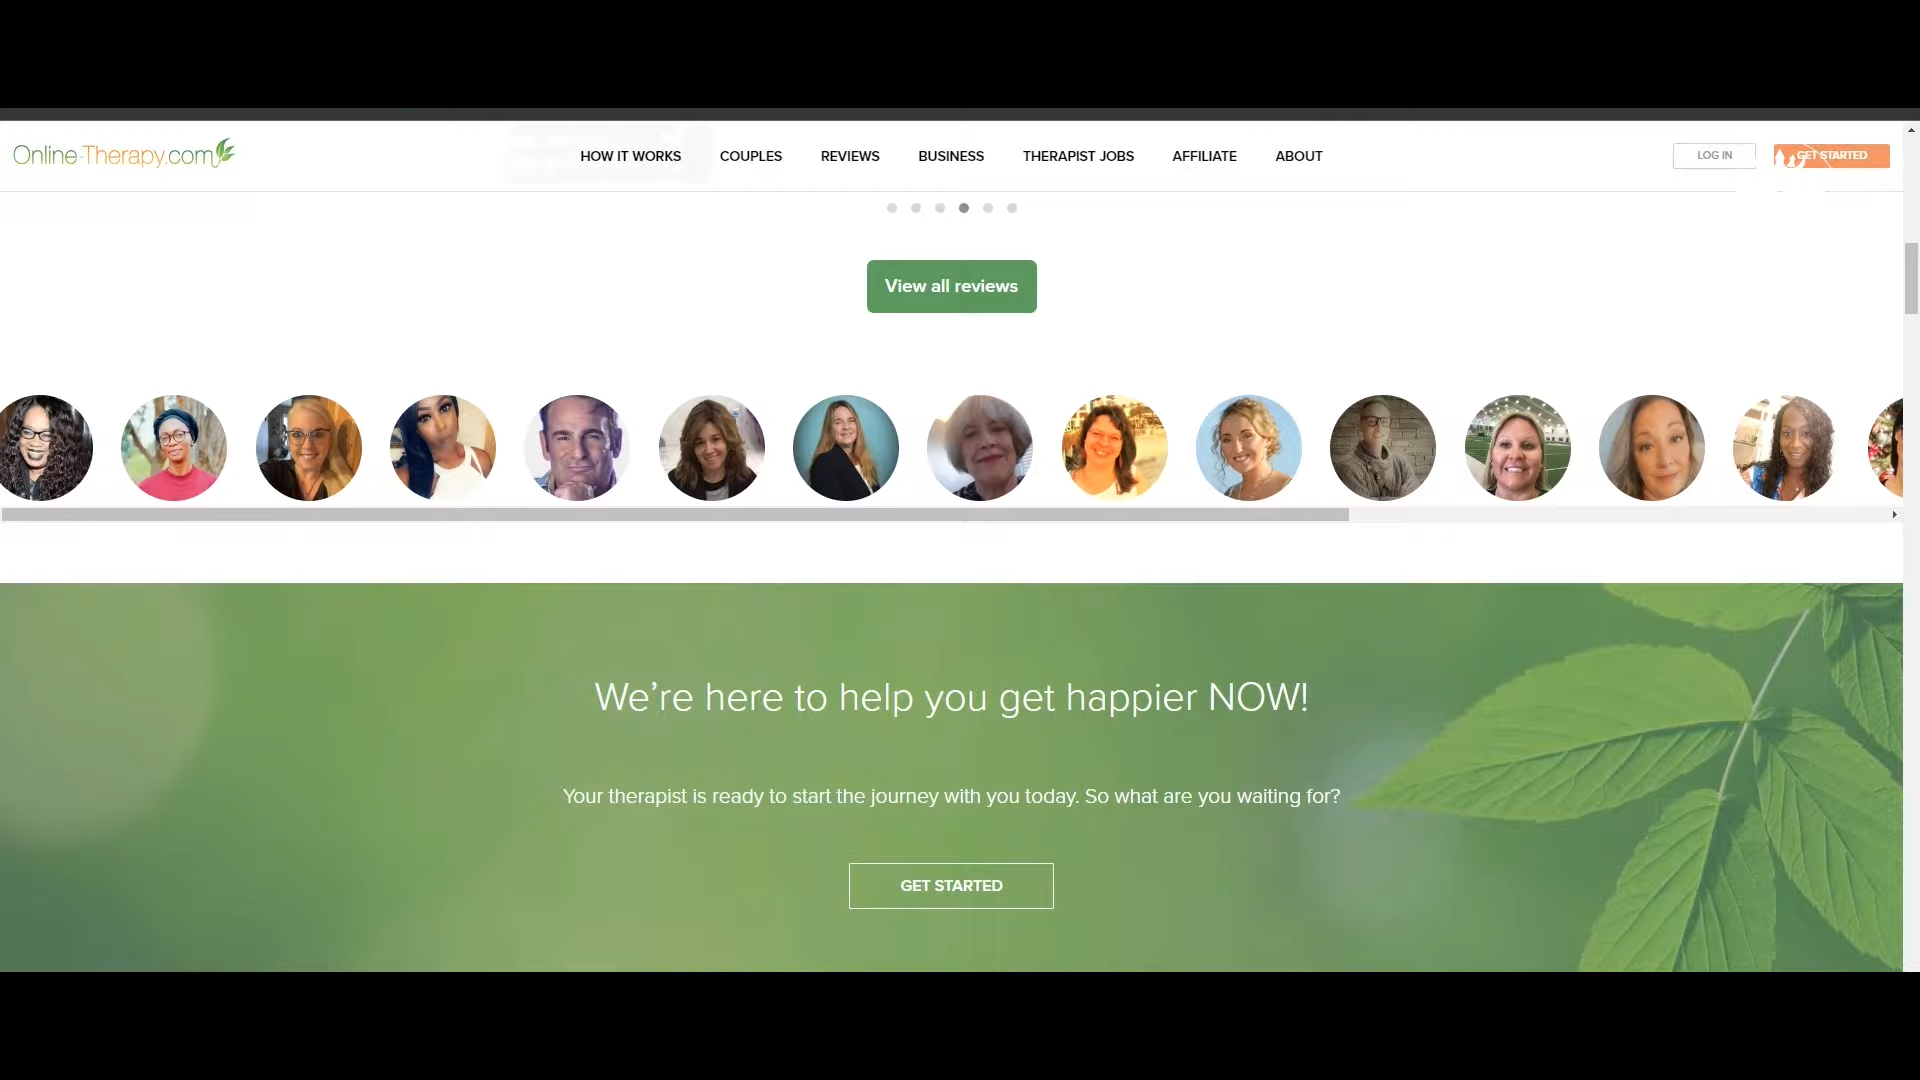 Online-Therapy.com
HOW IT WORKS COUPLES REVIEWS BUSINESS THERAPIST JOBS AFFILIATE ABOUT LOG IN GET STARTED
View all reviews
We’re here to help you get happier NOW!
Your therapist is ready to start the journey with you today. So what are you waiting for?
GET STARTED